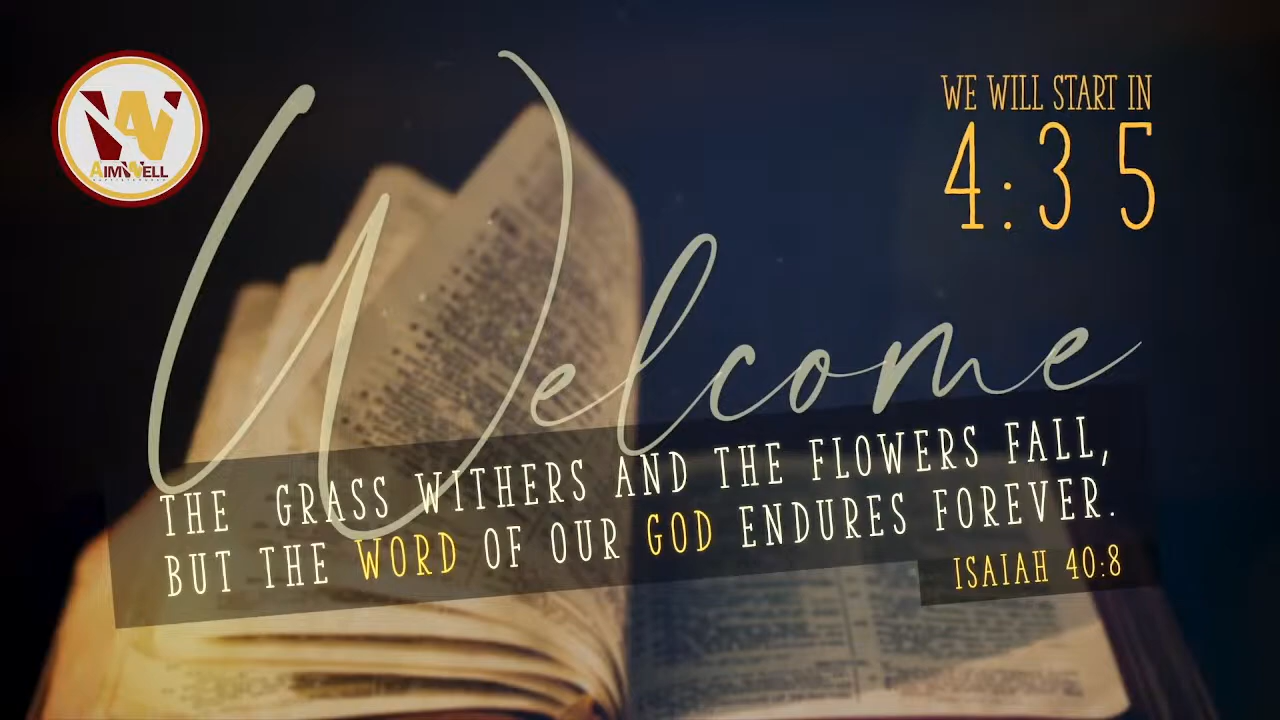 AIMWELL
WE WILL START IN
4:35
Welcome
THE GRASS WITHERS AND THE FLOWERS FALL,
BUT THE WORD OF OUR GOD ENDURES FOREVER.
ISAIAH 40:8